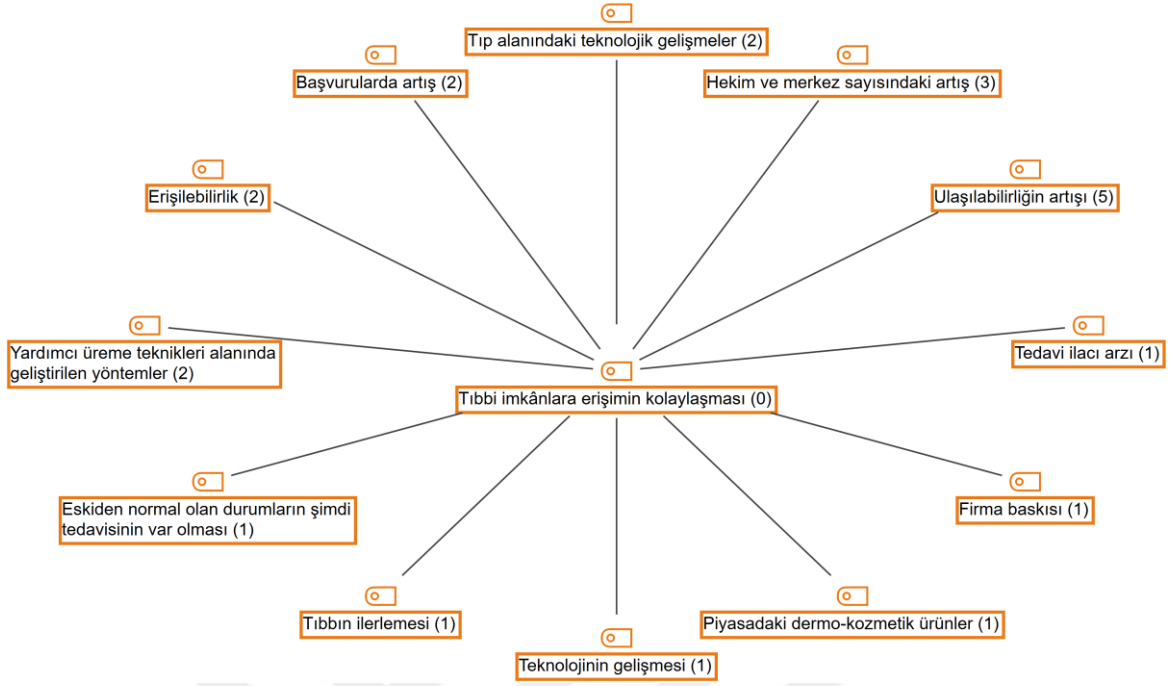 Tıp alanındaki teknolojik gelişmeler (2)
Başvurularda artış (2)
Hekim ve merkez sayısındaki artış (3)
Erişilebilirlik (2)
Ulaşılabilirliğin artışı (5)
Yardımcı üreme teknikleri alanında
geliştirilen yöntemler (2)
Tedavi ilacı arzı (1)
Tıbbi imkânlara erişimin kolaylaşması (0)
Eskiden normal olan durumların şimdi
tedavisinin var olması (1)
Firma baskısı (1)
Tıbbın ilerlemesi (1)
Piyasadaki dermo-kozmetik ürünler (1)
Teknolojinin gelişmesi (1)